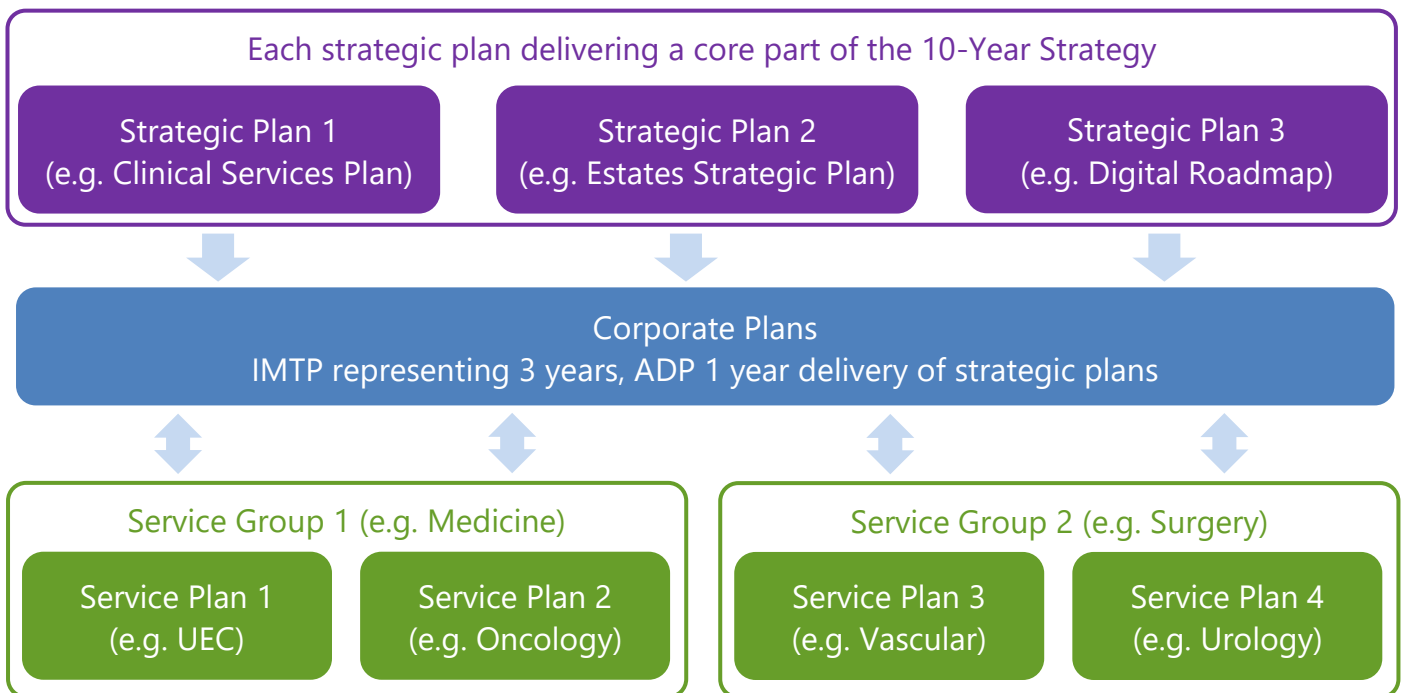 Each strategic plan delivering a core part of the 10-Year Strategy
Strategic Plan 1
(e.g. Clinical Services Plan)
Strategic Plan 2
(e.g. Estates Strategic Plan)
Strategic Plan 3
(e.g. Digital Roadmap)
Corporate Plans
IMTP representing 3 years, ADP 1 year delivery of strategic plans
Service Group 1 (e.g. Medicine)
Service Plan 1
(e.g. UEC)
Service Plan 2
(e.g. Oncology)
Service Group 2 (e.g. Surgery)
Service Plan 3
(e.g. Vascular)
Service Plan 4
(e.g. Urology)